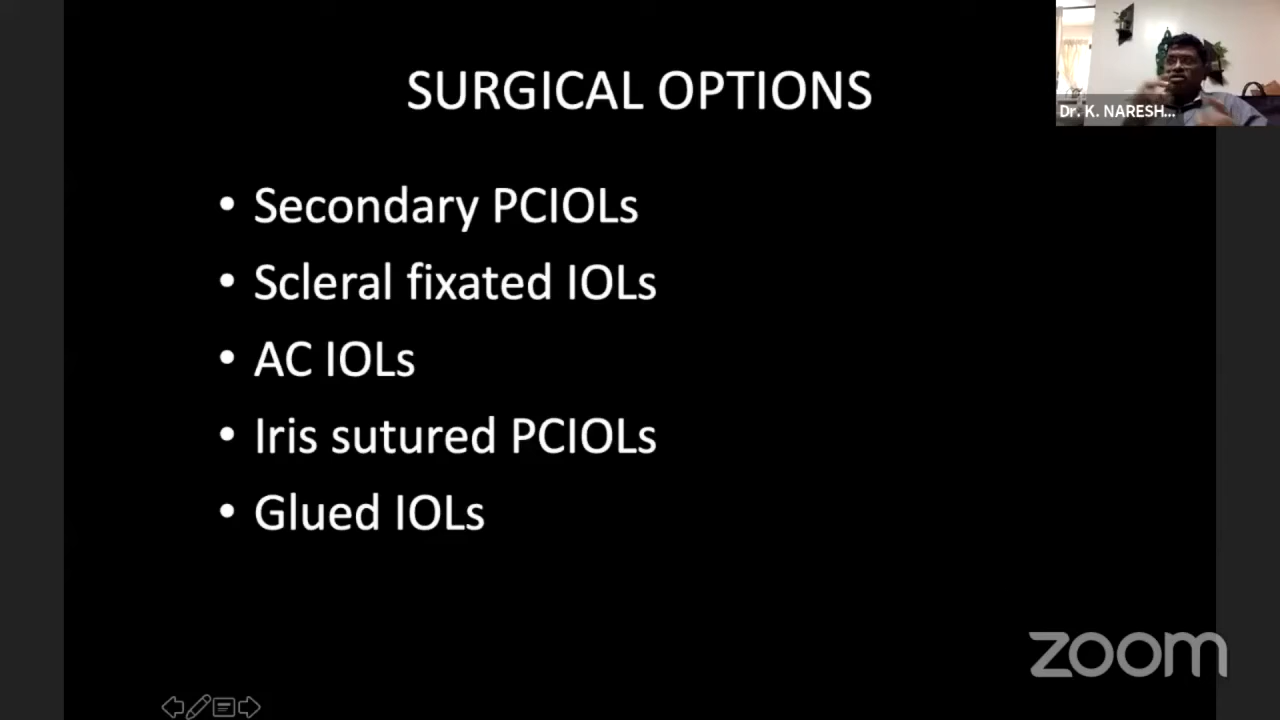 SURGICAL OPTIONS
Dr. K. NARESH...
• Secondary PCIOLs
• Scleral fixated IOLs
• AC IOLs
• Iris sutured PCIOLs
• Glued IOLs
zoom